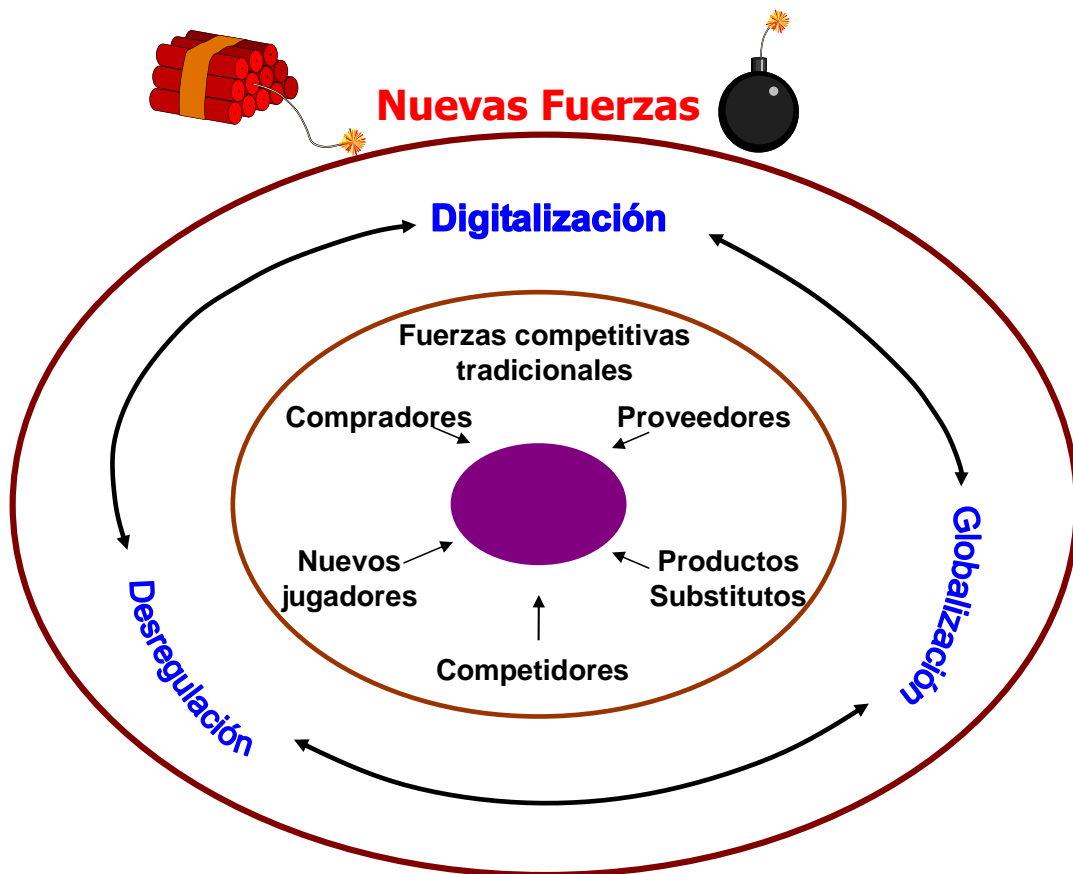 Nuevas Fuerzas
Digitalización
Fuerzas competitivas
tradicionales
Compradores
Proveedores
Nuevos
jugadores
Productos
Substitutos
Competidores
Desregulación
Globalización